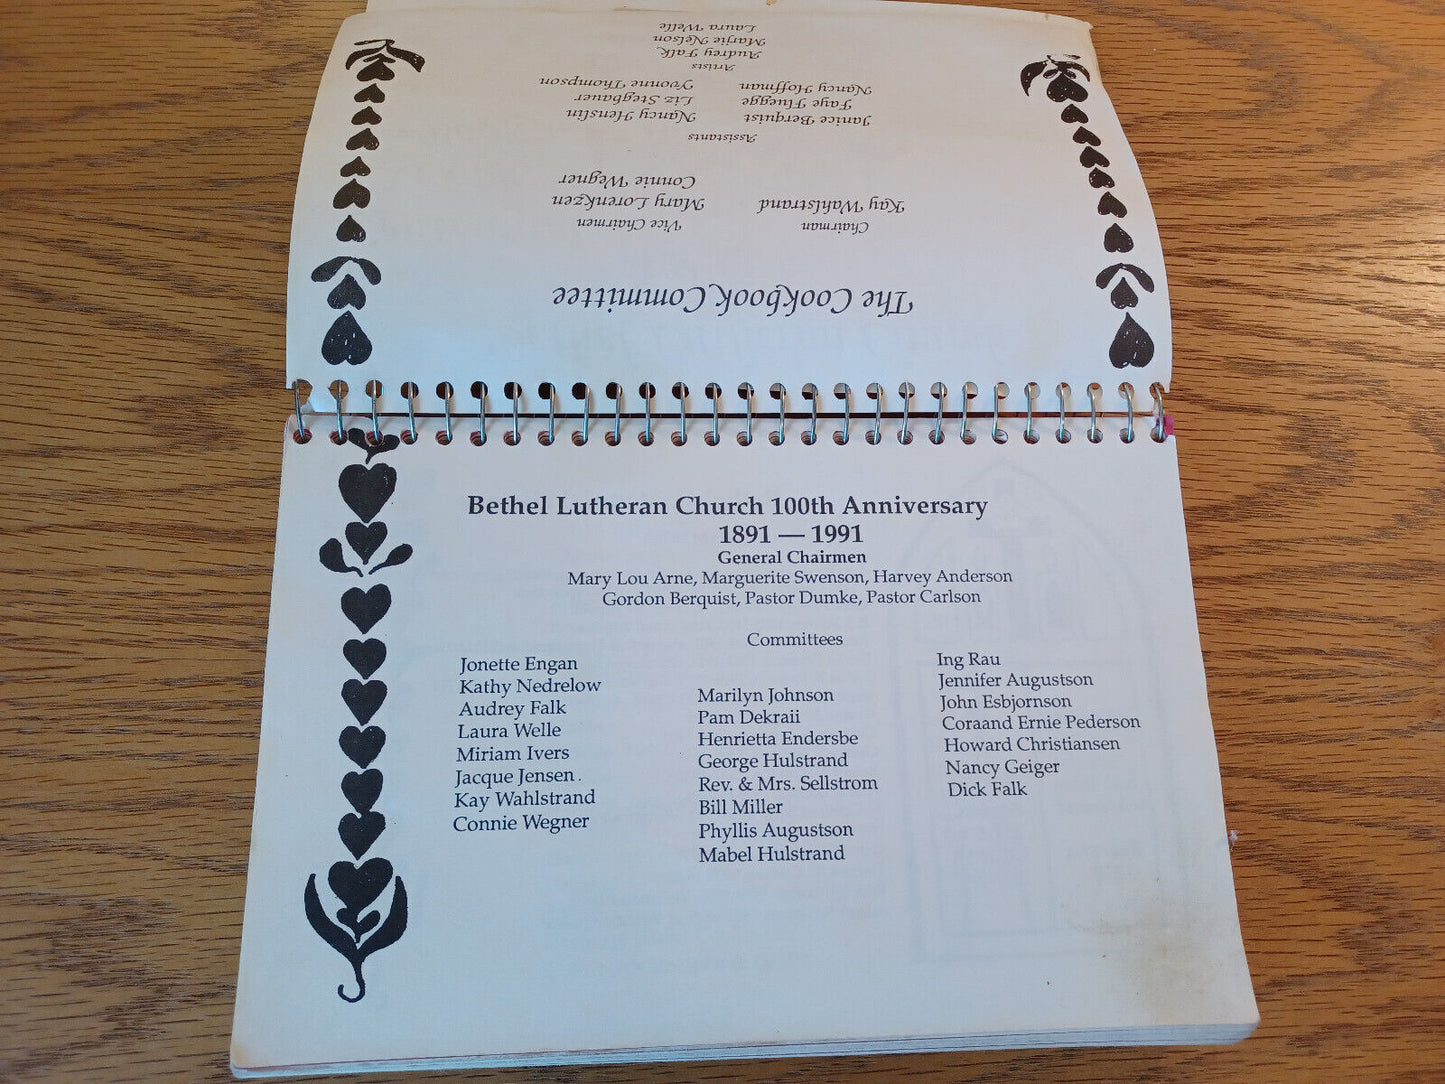 The Cookbook Committee
Chairman
Kay Wahlstrand
Vice Chairmen
Mary Lorenkzen
Connie Wegner
Assistants
Janice Berquist
Faye Fluegge
Nancy Hoffman
Nancy Henslin
Liz Stegbauer
Yvonne Thompson
Artists
Audrey Falk
Marjie Nelson
Laura Welle
Bethel Lutheran Church 100th Anniversary
1891 — 1991
General Chairmen
Mary Lou Arne, Marguerite Swenson, Harvey Anderson
Gordon Berquist, Pastor Dumke, Pastor Carlson
Committees
Jonette Engan
Kathy Nedrelow
Audrey Falk
Laura Welle
Miriam Ivers
Jacque Jensen
Kay Wahlstrand
Connie Wegner
Marilyn Johnson
Pam Dekraii
Henrietta Endersbe
George Hulstrand
Rev. & Mrs. Sellstrom
Bill Miller
Phyllis Augustson
Mabel Hulstrand
Ing Rau
Jennifer Augustson
John Esbjornson
Coraand Ernie Pederson
Howard Christiansen
Nancy Geiger
Dick Falk